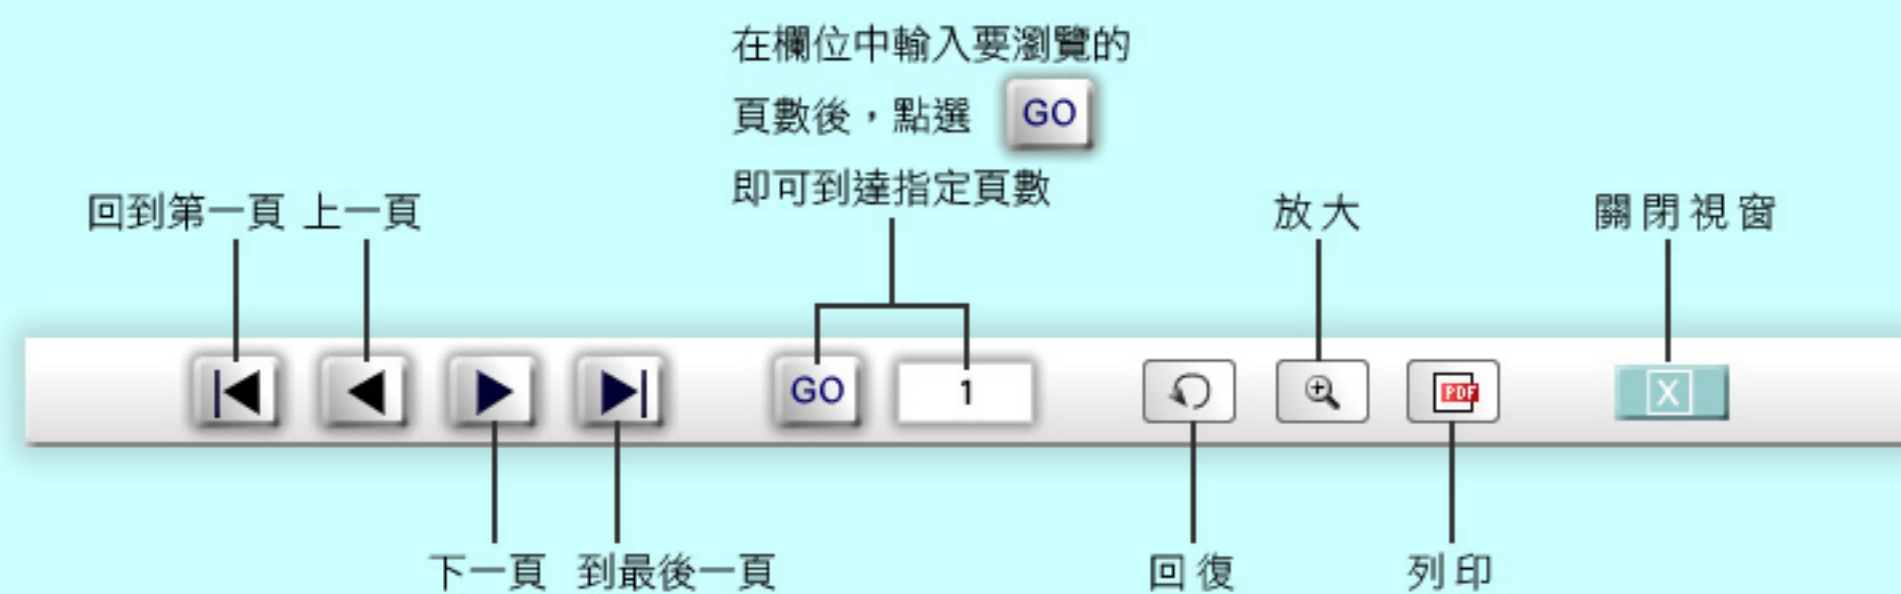 在欄位中輸入要瀏覽的
頁數後，點選 GO
即可到達指定頁數
回到第一頁 上一頁
放大
關閉視窗
GO 1 PDF X
下一頁 到最後一頁
回復
列印